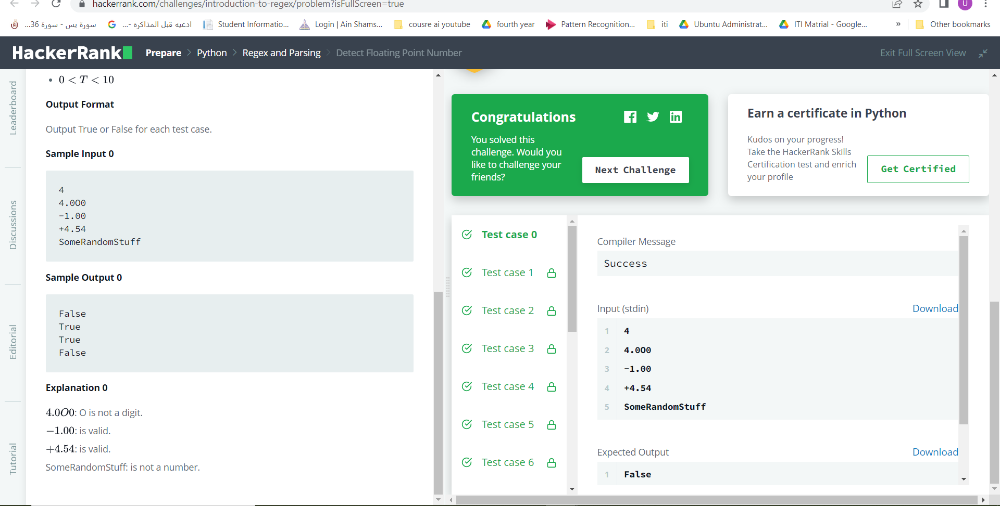 hackerrank.com/challenges/introduction-to-regex/problem?isFullScreen=true
U
سورة يس - سورة 36...
ادعيه قبل المذاكره -...
Student Informatio...
Login | Ain Shams...
cousre ai youtube
fourth year
Pattern Recognition...
iti
Ubuntu Administrat...
ITI Matrial - Google...
»
Other bookmarks
HackerRank
Prepare > Python > Regex and Parsing > Detect Floating Point Number
Exit Full Screen View
Leaderboard
Discussions
Editorial
Tutorial
• 0 < T < 10
Output Format
Output True or False for each test case.
Sample Input 0
4
4.0O0
-1.00
+4.54
SomeRandomStuff
Sample Output 0
False
True
True
False
Explanation 0
4.0O0: O is not a digit.
−1.00: is valid.
+4.54: is valid.
SomeRandomStuff: is not a number.
Congratulations
You solved this
challenge. Would you
like to challenge your
friends?
Next Challenge
Earn a certificate in Python
Kudos on your progress!
Take the HackerRank Skills
Certification test and enrich
your profile
Get Certified
Test case 0
Test case 1
Test case 2
Test case 3
Test case 4
Test case 5
Test case 6
Compiler Message
Success
Input (stdin)
Download
1 4
2 4.0O0
3 -1.00
4 +4.54
5 SomeRandomStuff
Expected Output
Download
1 False